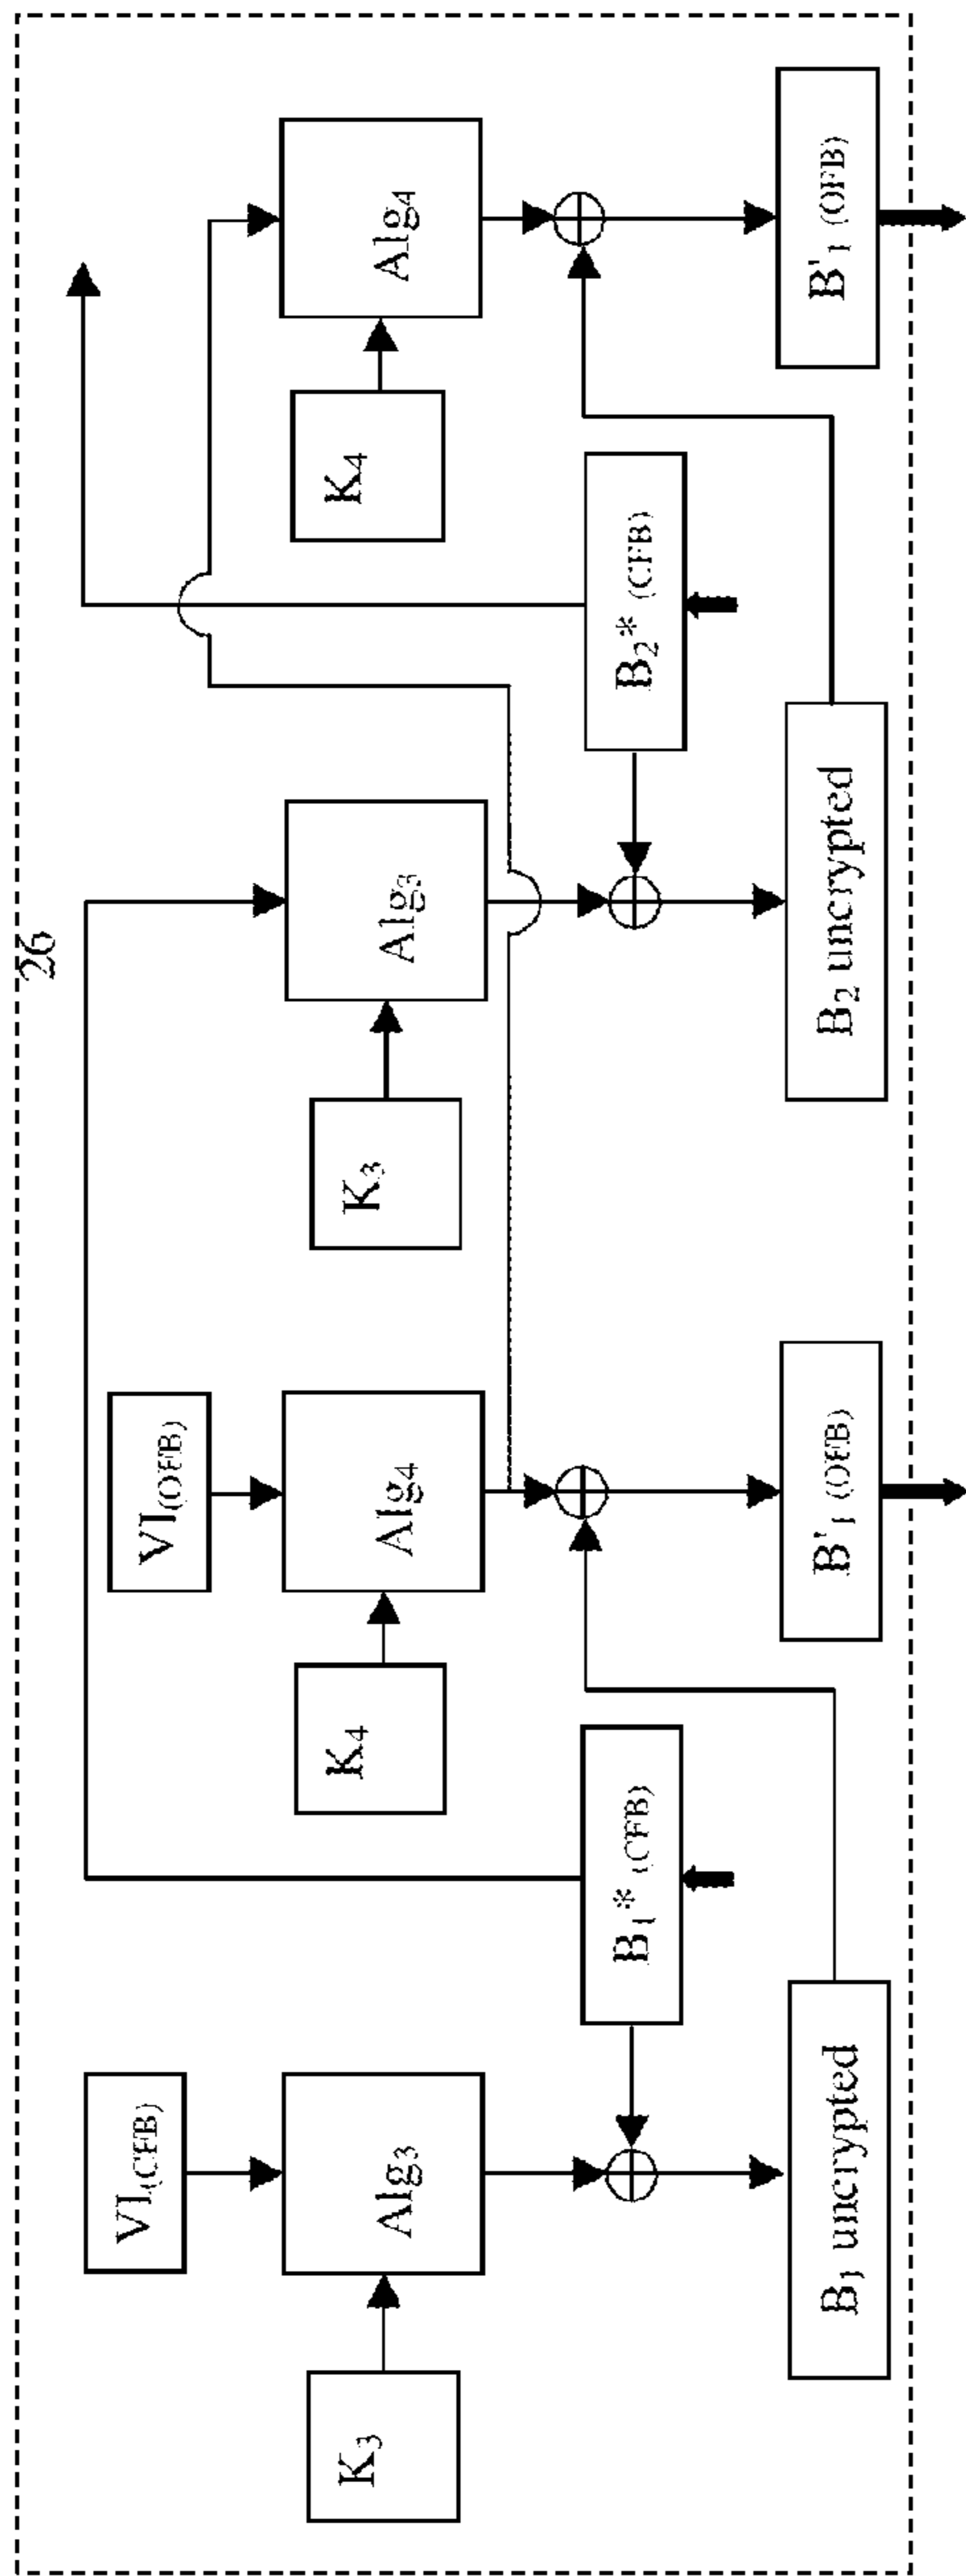 26
VI(CFB)
VI(OFB)
K₃
Alg₃
K₄
Alg₄
K₃
Alg₃
K₄
Alg₄
B₁* (CFB)
B₂* (CFB)
B₁ uncrypted
B'₁ (OFB)
B₂ uncrypted
B'₁ (OFB)